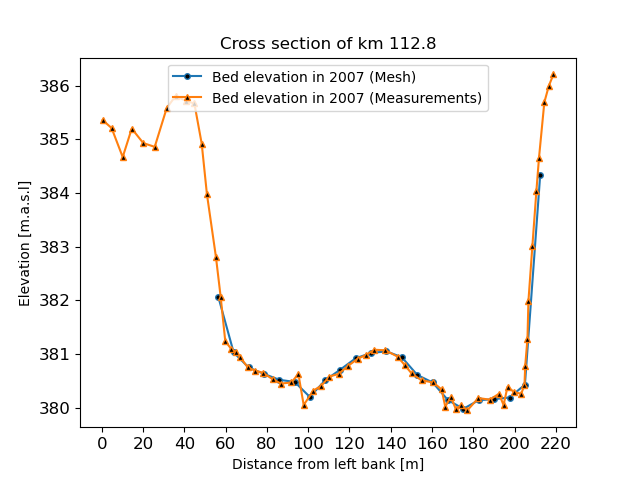 Cross section of km 112.8
Bed elevation in 2007 (Mesh)
Bed elevation in 2007 (Measurements)
Elevation [m.a.s.l]
386
385
384
383
382
381
380
0 20 40 60 80 100 120 140 160 180 200 220
Distance from left bank [m]